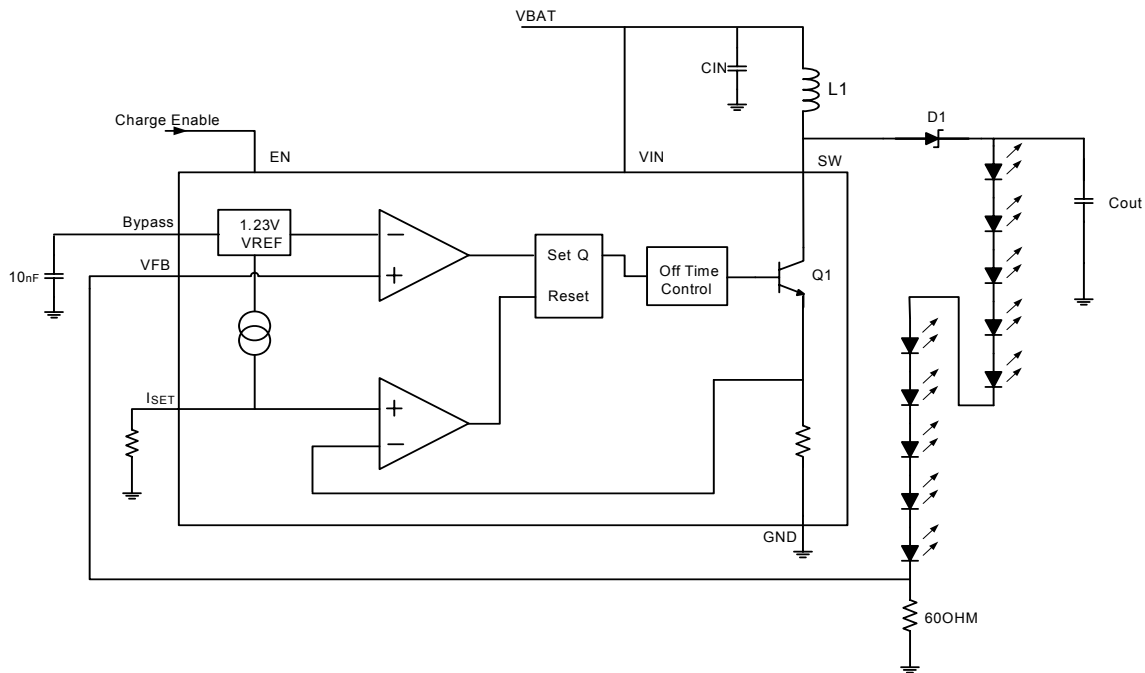 VBAT
CIN
L1
Charge Enable
D1
EN
VIN
SW
Bypass
1.23V
VREF
Cout
10nF
VFB
Set Q
Reset
Off Time
Control
Q1
−
+
ISET
+
−
GND
60OHM